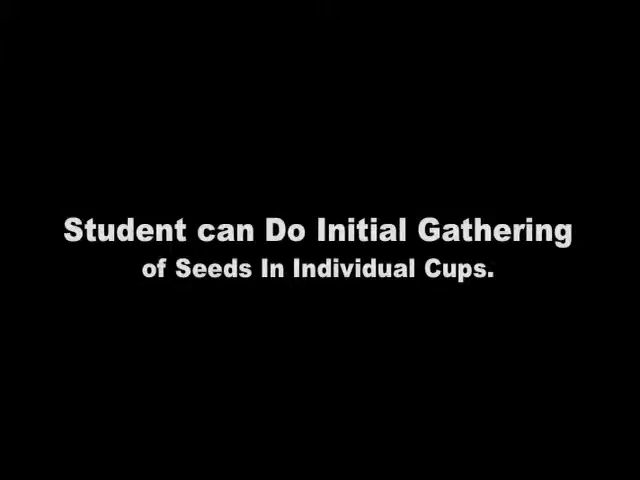 Student can Do Initial Gathering
of Seeds In Individual Cups.